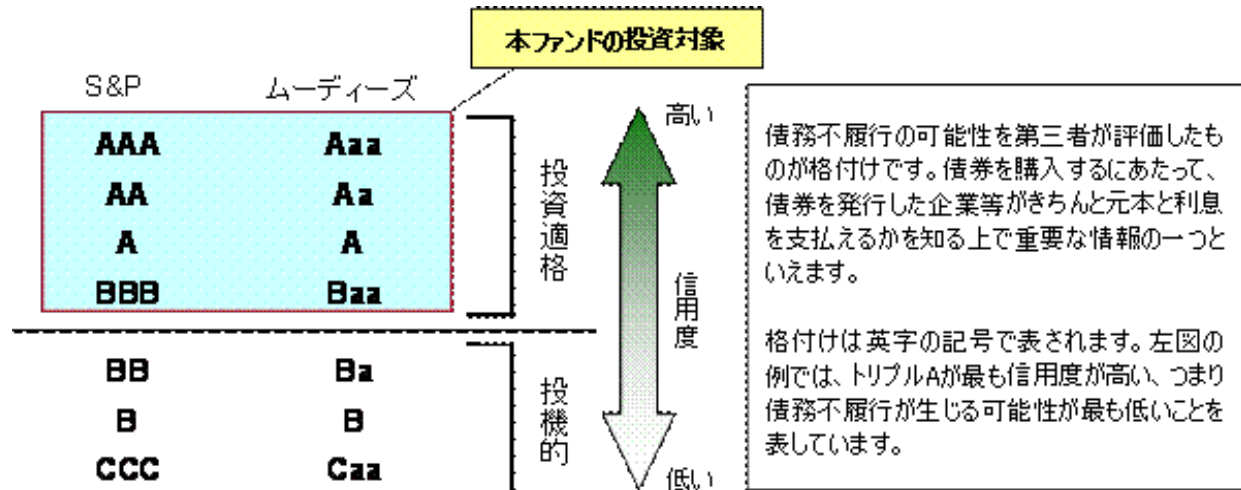 本ファンドの投資対象
S&P ムーディーズ
AAA Aaa
AA Aa
A A
BBB Baa
投資適格
BB Ba
B B
CCC Caa
投機的
高い
信用度
低い
債務不履行の可能性を第三者が評価したも
のが格付けです。債券を購入するにあたって、
債券を発行した企業等がきちんと元本と利息
を支払えるかを知る上で重要な情報の一つと
いえます。
格付けは英字の記号で表されます。左図の
例では、トリプルAが最も信用度が高い、つまり
債務不履行が生じる可能性が最も低いことを
表しています。